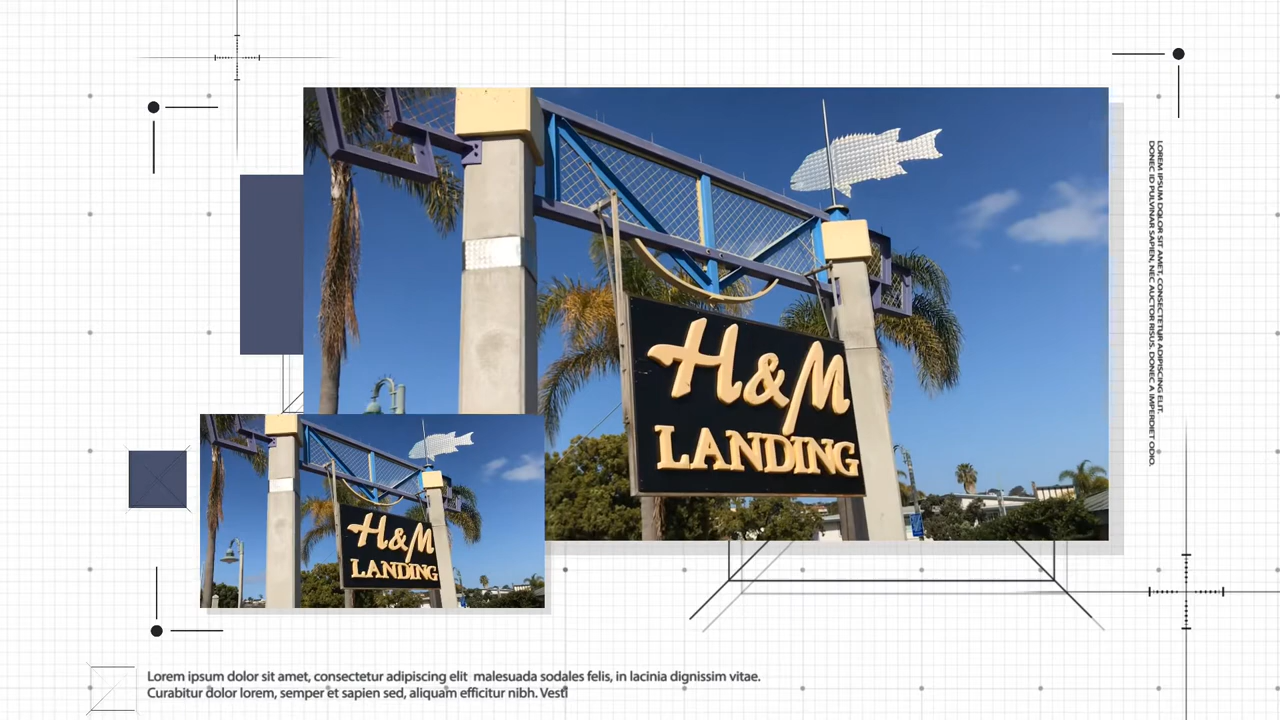 H&M
LANDING
H&M
LANDING
LOREM IPSUM DOLOR SIT AMET, CONSECTETUR ADIPISCING ELIT.
DONEC ID PULVINAR SAPIEN, NEC AUCTOR RISUS. DONEC A IMPERDIET ODIO.
Lorem ipsum dolor sit amet, consectetur adipiscing elit malesuada sodales felis, in lacinia dignissim vitae.
Curabitur dolor lorem, semper et sapien sed, aliquam efficitur nibh. Vesti